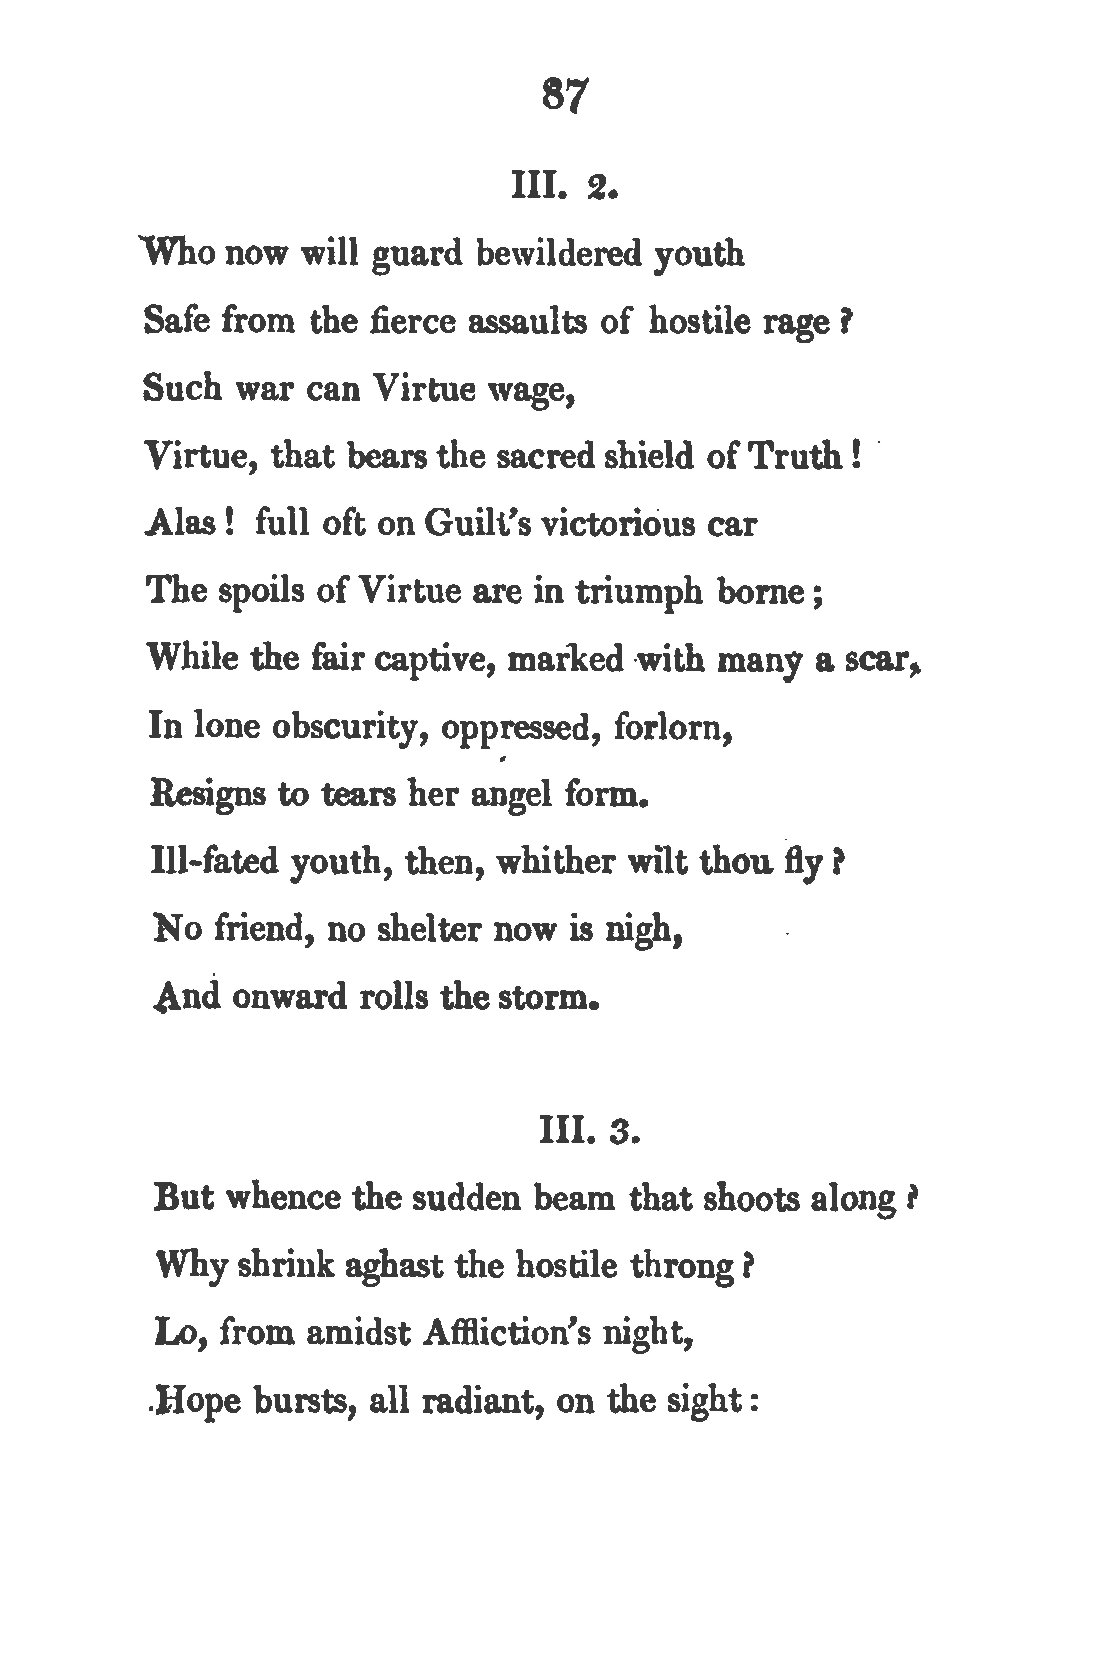 87
III. 2.
Who now will guard bewildered youth
Safe from the fierce assaults of hostile rage?
Such war can Virtue wage,
Virtue, that bears the sacred shield of Truth!
Alas! full oft on Guilt's victorious car
The spoils of Virtue are in triumph borne;
While the fair captive, marked with many a scar,
In lone obscurity, oppressed, forlorn,
Resigns to tears her angel form.
Ill-fated youth, then, whither wilt thou fly?
No friend, no shelter now is nigh,
And onward rolls the storm.
III. 3.
But whence the sudden beam that shoots along?
Why shrink aghast the hostile throng?
Lo, from amidst Affliction's night,
Hope bursts, all radiant, on the sight: